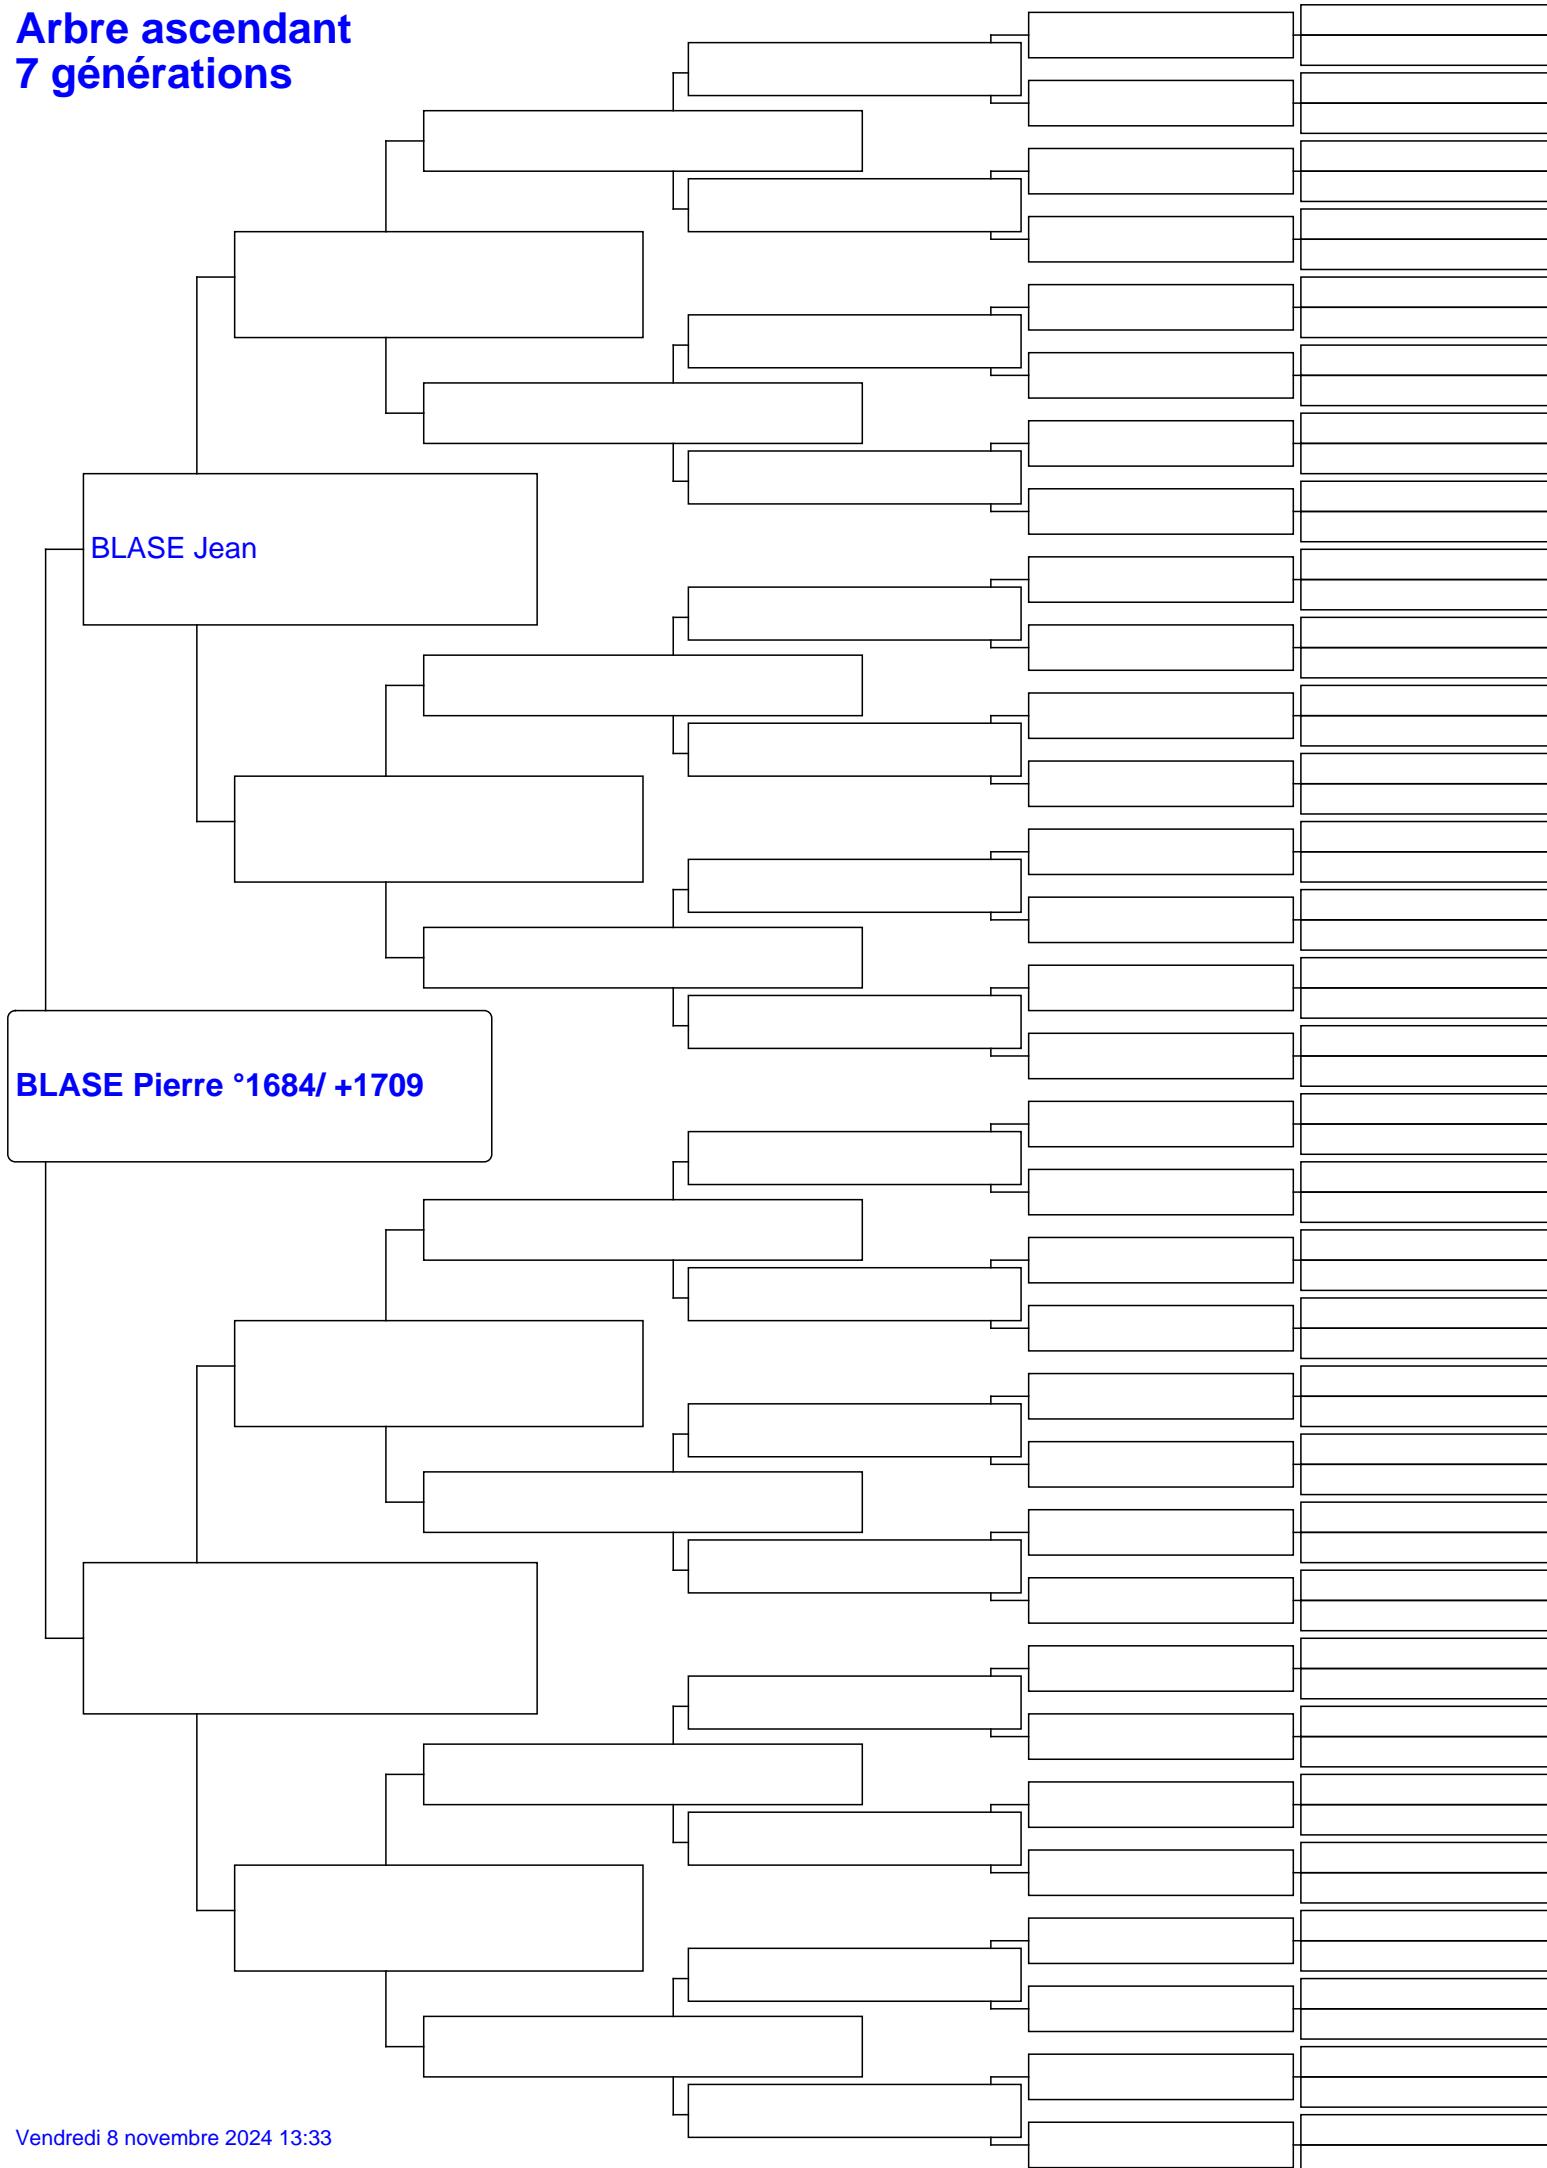 Arbre ascendant
7 générations
BLASE Jean
BLASE Pierre °1684/ +1709
Vendredi 8 novembre 2024 13:33